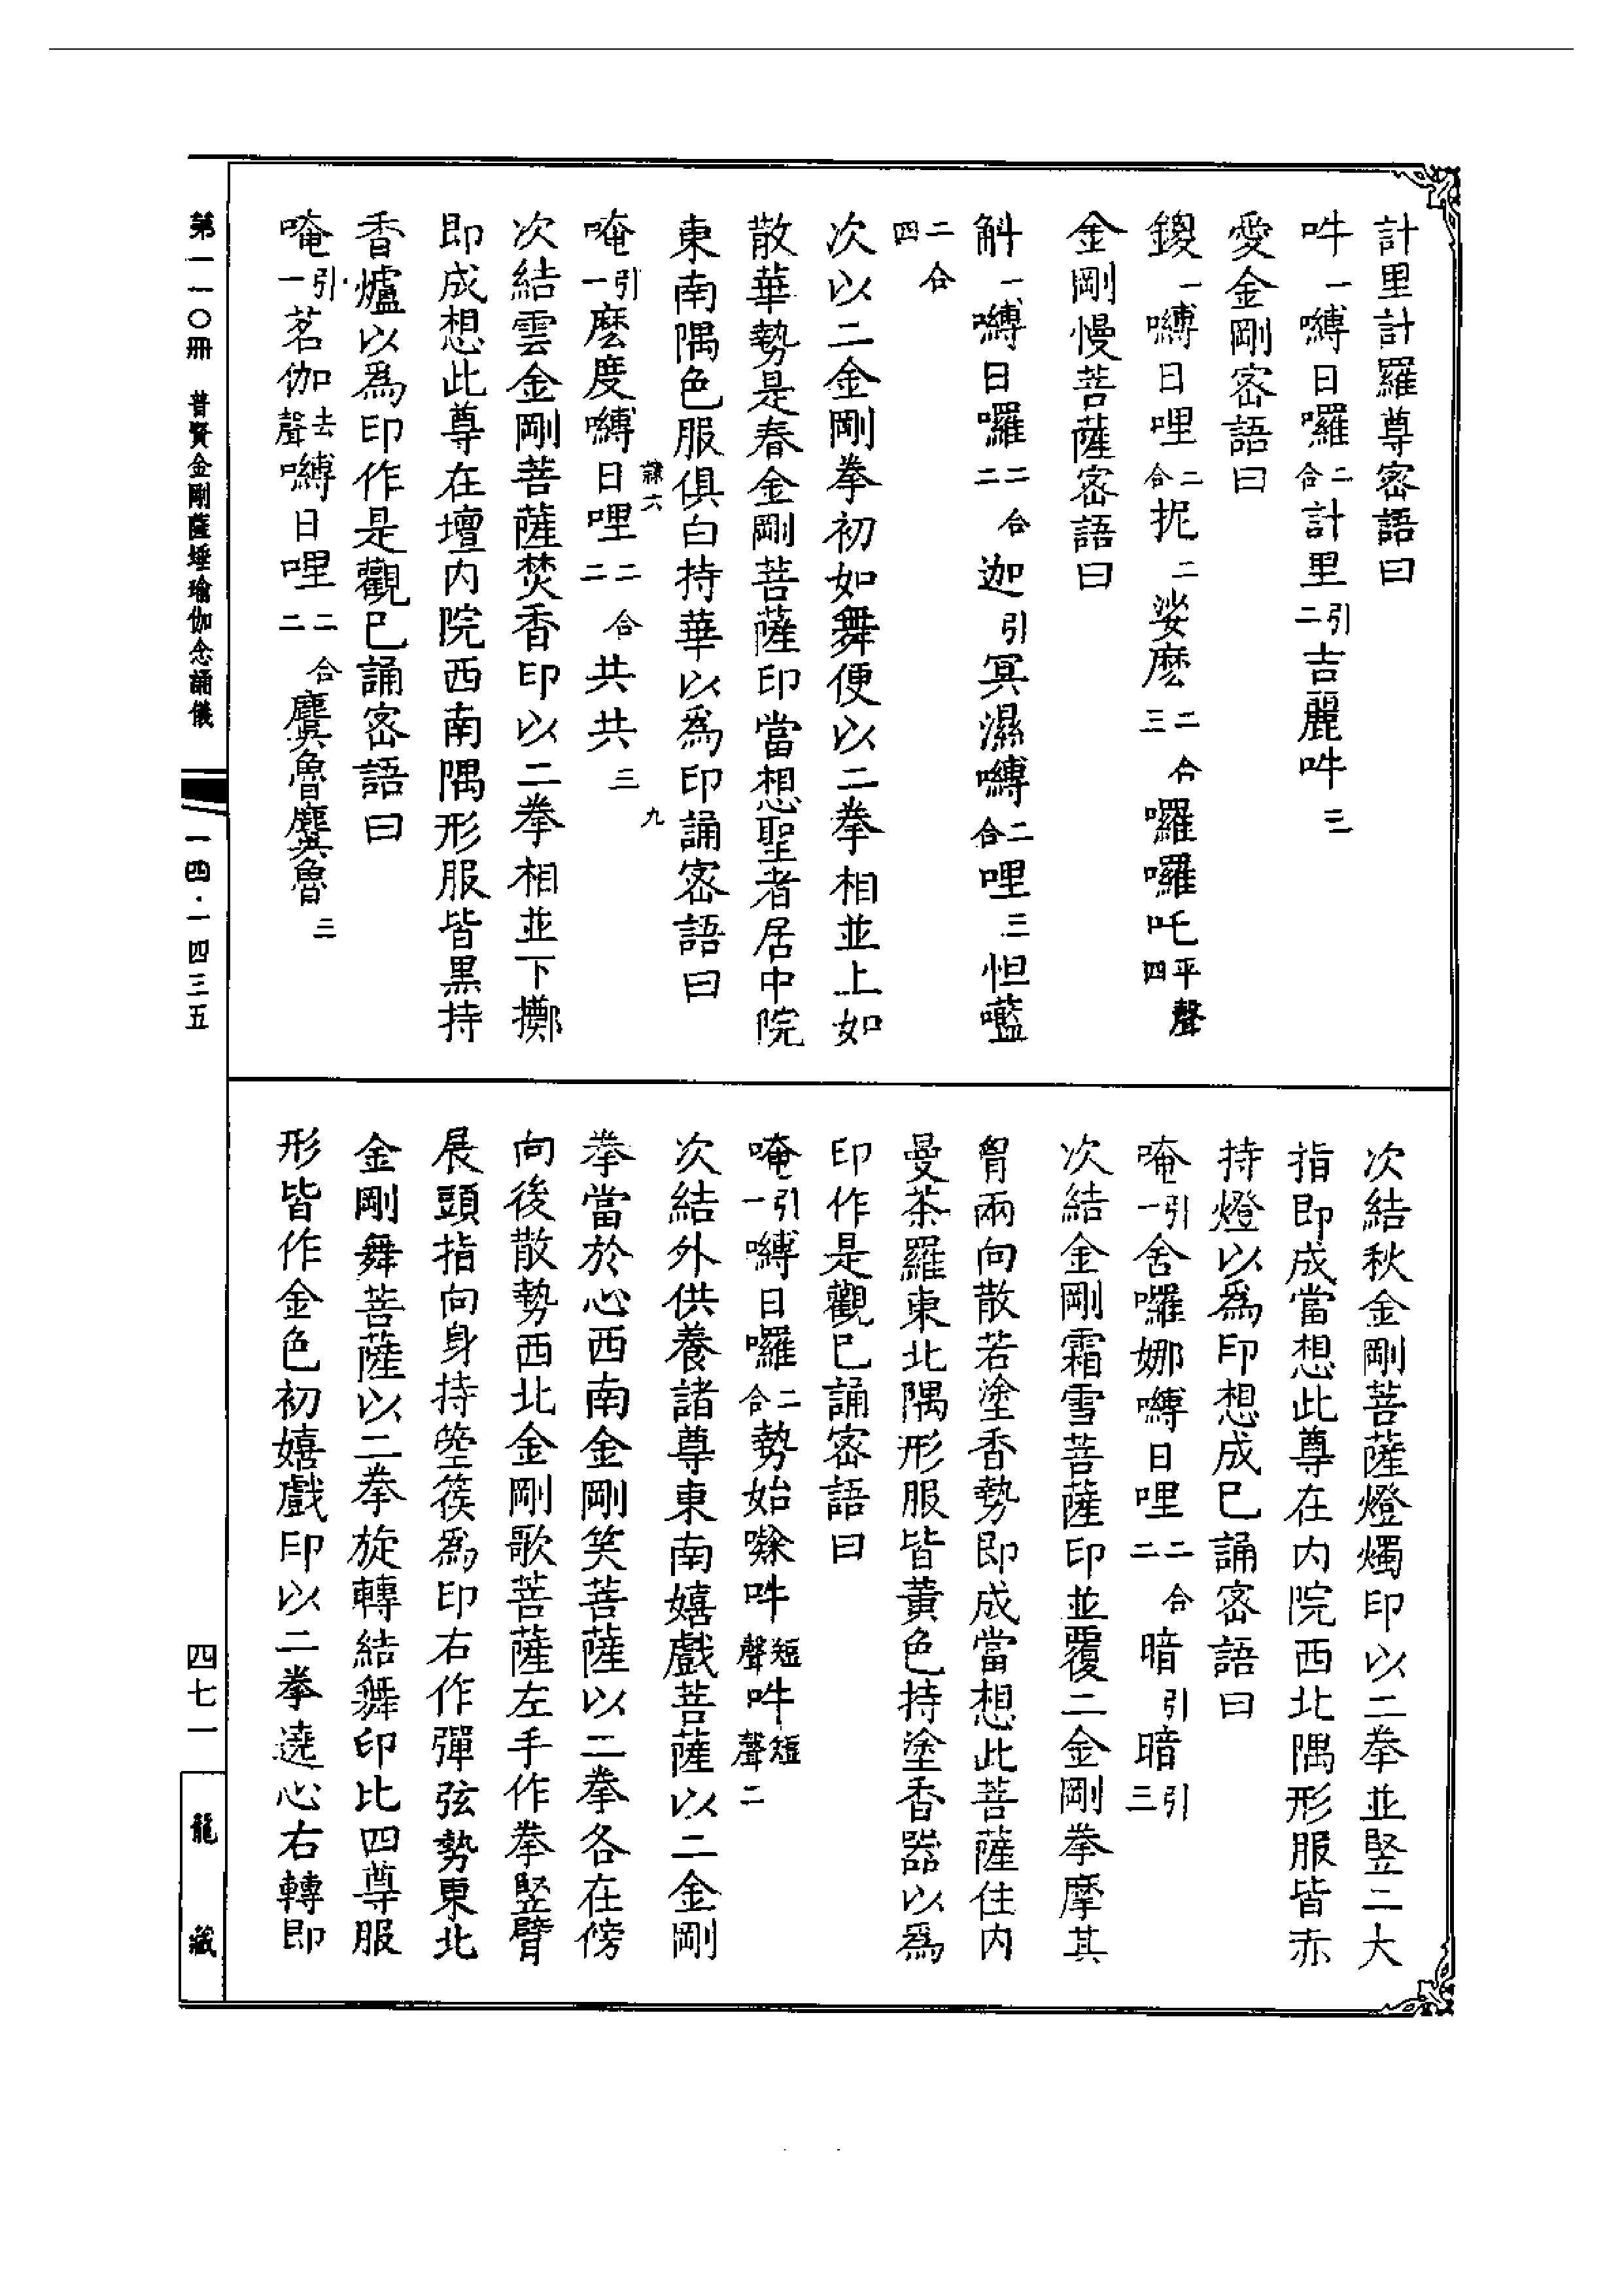 計里計羅尊密語曰
吽一嚩日囉二合計里二引吉麗吽三
愛金剛密語曰
鑁一嚩日哩二合抳二娑麽二合三囉囉吒平聲四
金剛慢菩薩密語曰
斛一嚩日囉二合二迦引冥濕嚩二合哩三怛囕
二合四
次以二金剛拳初如舞便以二拳相並上如
散華勢是春金剛菩薩印當想聖者居中院
東南隅色服俱白持華以爲印誦密語曰
隸六 九
唵引一麽度嚩日哩二合二共共三
次結雲金剛菩薩焚香印以二拳相並下擲
即成想此尊在壇内院西南隅形服皆黑持
香爐以爲印作是觀已誦密語曰
唵引一茗伽去聲嚩日哩二合二麌魯麌魯三
次結秋金剛菩薩燈燭印以二拳並竪二大
指即成當想此尊在内院西北隅形服皆赤
持燈以爲印想成已誦密語曰
唵引一舍囉娜嚩日哩二合二暗引暗引三
次結金剛霜雪菩薩印並覆二金剛拳摩其
胷兩向散若塗香勢即成當想此菩薩住内
曼茶羅東北隅形服皆黃色持塗香器以爲
印作是觀已誦密語曰
唵引一嚩日囉二合勢始㘑吽短聲吽短聲二
次結外供養諸尊東南嬉戲菩薩以二金剛
拳當於心西南金剛笑菩薩以二拳各在傍
向後散勢西北金剛歌菩薩左手作拳竪臂
展頭指向身持箜篌爲印右作彈弦勢東北
金剛舞菩薩以二拳旋轉結舞印比四尊服
形皆作金色初嬉戲印以二拳遶心右轉即
第一一〇冊 普賢金剛薩埵瑜伽念誦儀 一四·一四三五
四七一
龍藏